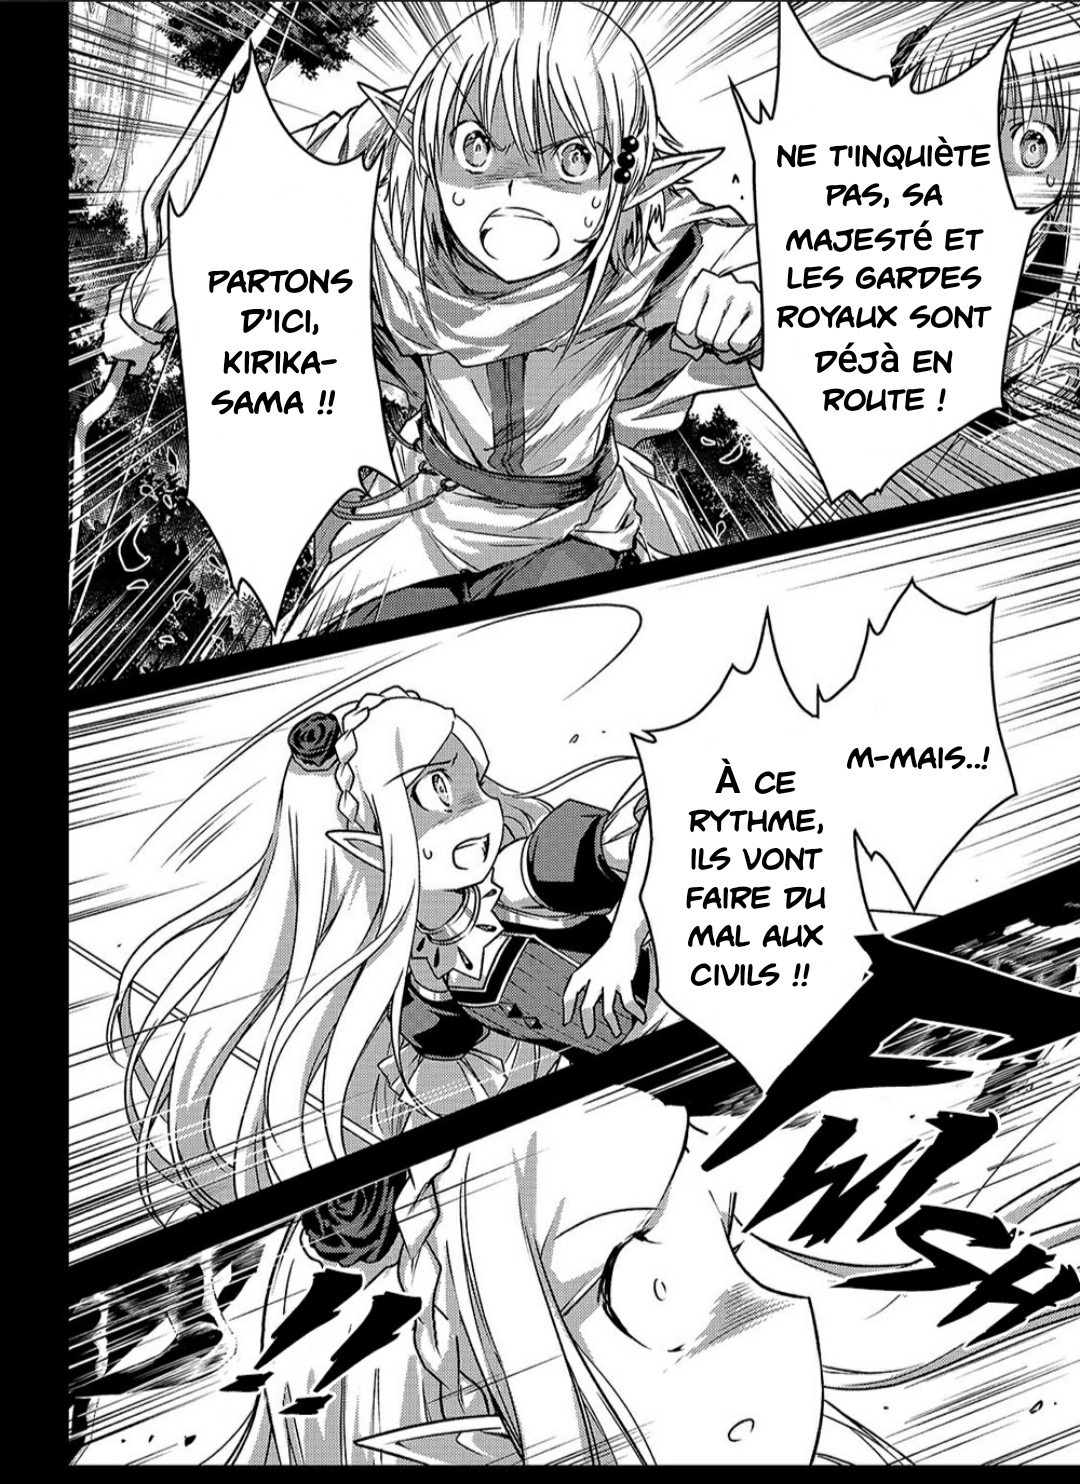 NE T'INQUIÈTE
PAS, SA
MAJESTÉ ET
LES GARDES
ROYAUX SONT
DÉJÀ EN
ROUTE !
PARTONS
D'ICI,
KIRIKA-
SAMA !!
M-MAIS..!
À CE
RYTHME,
ILS VONT
FAIRE DU
MAL AUX
CIVILS !!
FWISH